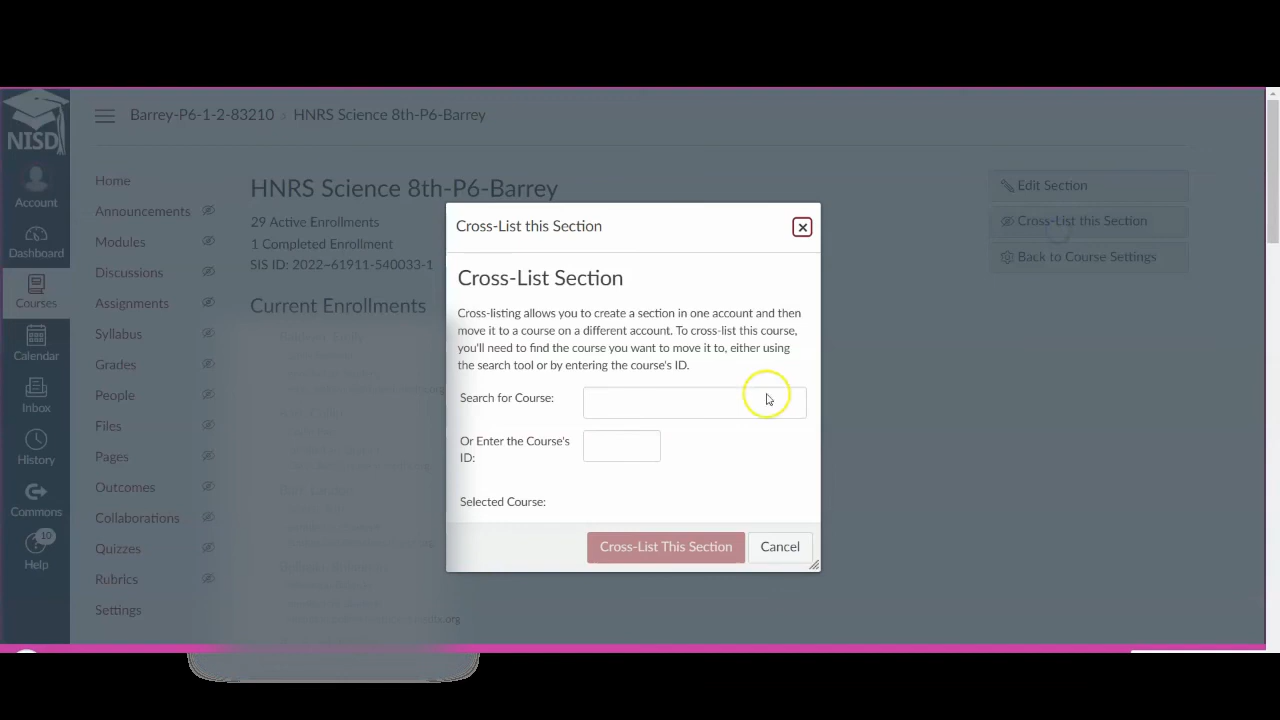 NISD
Account
Dashboard
Courses
Calendar
Inbox
History
Commons
10
Help
Barrey-P6-1-2-83210 > HNRS Science 8th-P6-Barrey
Home
Announcements
Modules
Discussions
Assignments
Syllabus
Grades
People
Files
Pages
Outcomes
Collaborations
Quizzes
Rubrics
Settings
HNRS Science 8th-P6-Barrey
29 Active Enrollments
1 Completed Enrollment
SIS ID: 2022~61911-540033-1
Current Enrollments
Edit Section
Cross-List this Section
Back to Course Settings
Cross-List this Section
Cross-List Section
Cross-listing allows you to create a section in one account and then
move it to a course on a different account. To cross-list this course,
you'll need to find the course you want to move it to, either using
the search tool or by entering the course's ID.
Search for Course:
Or Enter the Course's
ID:
Selected Course:
Cross-List This Section
Cancel